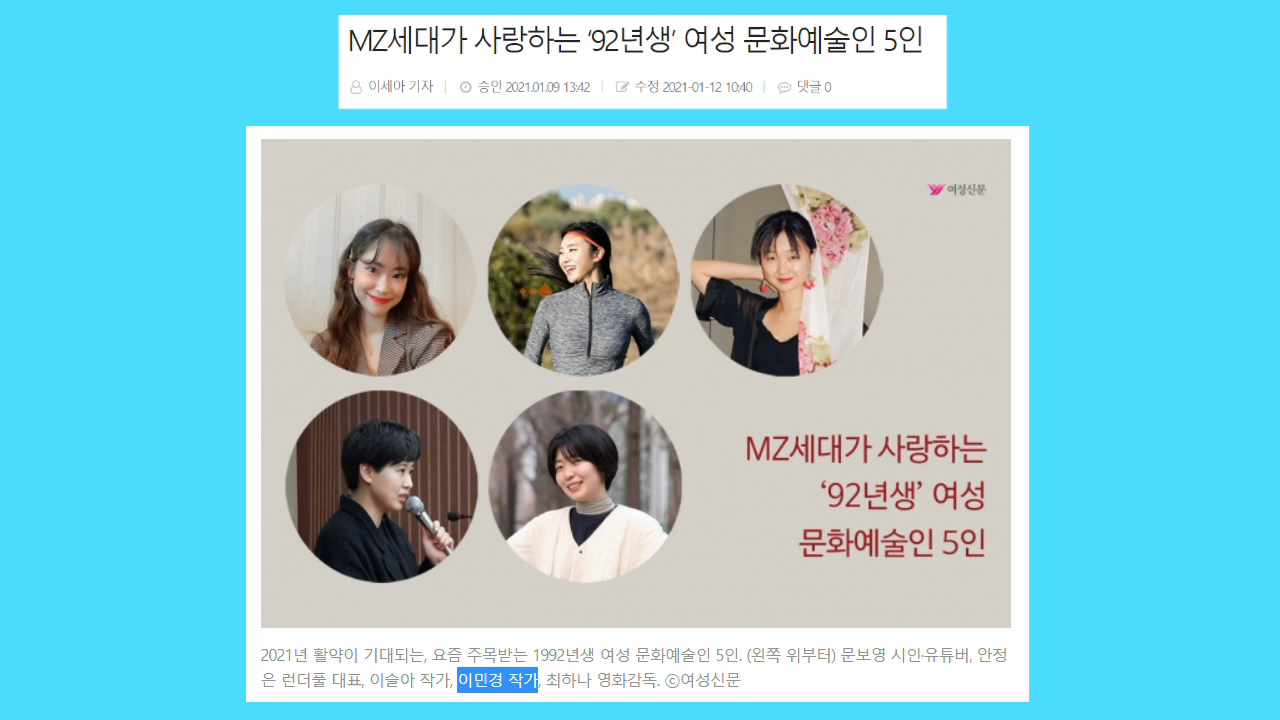 MZ세대가 사랑하는 ‘92년생’ 여성 문화예술인 5인
이세아 기자 | 승인 2021.01.09 13:42 | 수정 2021-01-12 10:40 | 댓글 0
여성신문
MZ세대가 사랑하는
‘92년생’ 여성
문화예술인 5인
2021년 활약이 기대되는, 요즘 주목받는 1992년생 여성 문화예술인 5인. (왼쪽 위부터) 문보영 시인·유튜버, 안정
은 런더풀 대표, 이슬아 작가, 이민경 작가, 최하나 영화감독. ⓒ여성신문